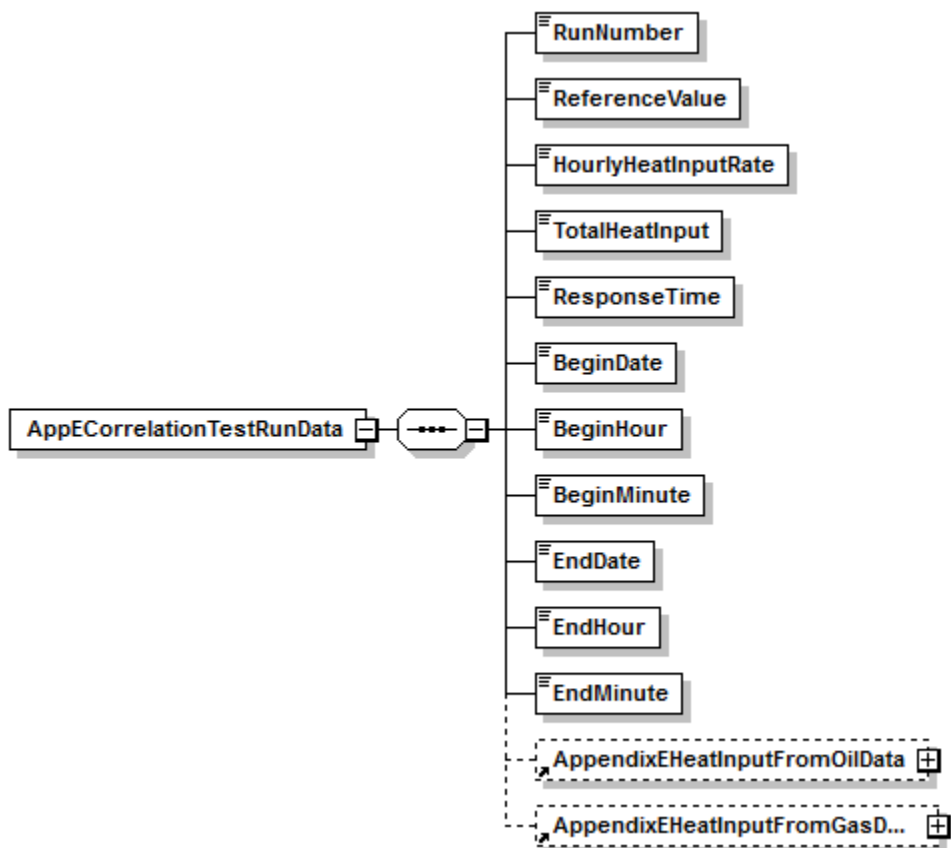 RunNumber
ReferenceValue
HourlyHeatInputRate
TotalHeatInput
ResponseTime
BeginDate
AppECorrelationTestRunData
BeginHour
BeginMinute
EndDate
EndHour
EndMinute
AppendixEHeatInputFromOilData
AppendixEHeatInputFromGasD...